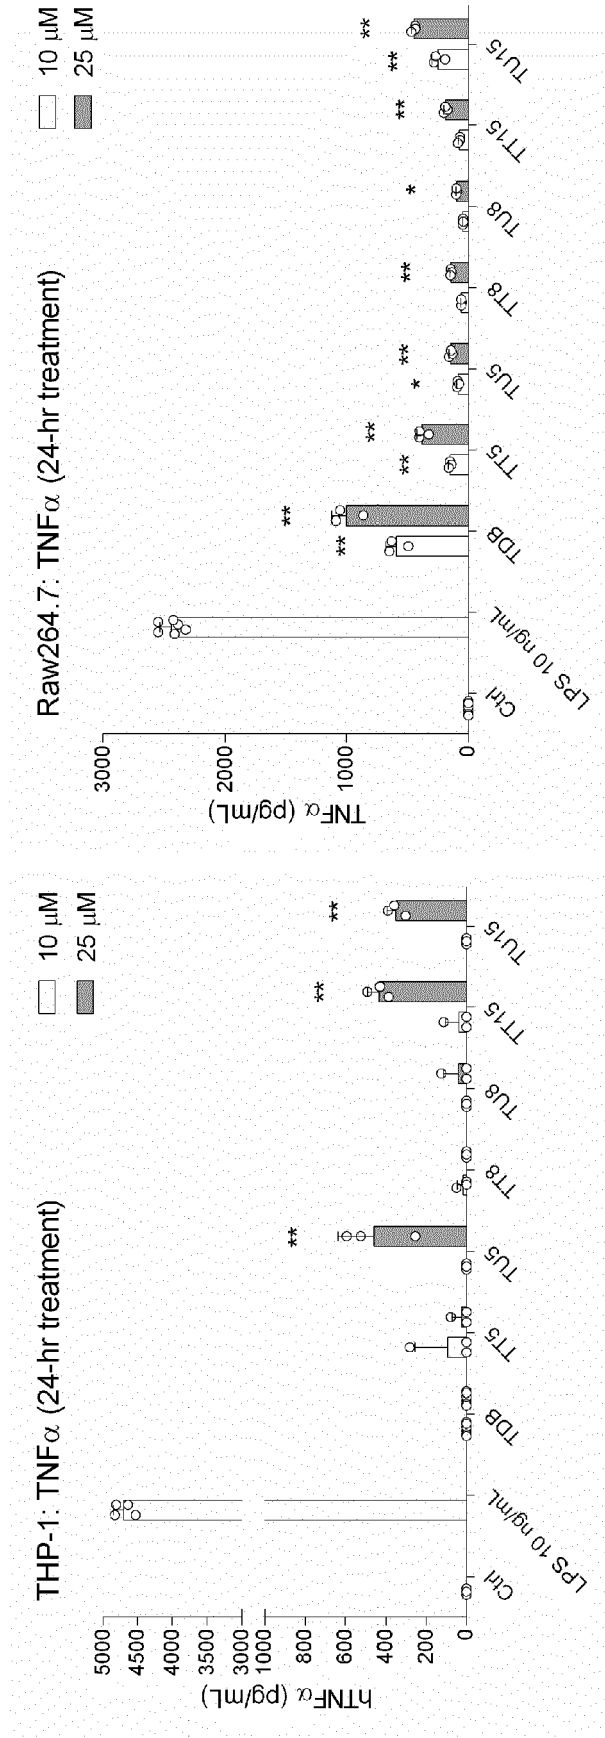 THP-1: TNFα (24-hr treatment)
10 µM
25 µM
hTNFα (pg/mL)
5000
4500
4000
3500
3000
1000
800
600
400
200
0
**
**
**
Ctrl
LPS 10 ng/mL
TDB
TT5
TU5
TT8
TU8
TT15
TU15
Raw264.7: TNFα (24-hr treatment)
10 µM
25 µM
TNFα (pg/mL)
3000
2000
1000
0
**
**
**
**
*
**
**
*
**
**
**
Ctrl
LPS 10 ng/mL
TDB
TT5
TU5
TT8
TU8
TT15
TU15